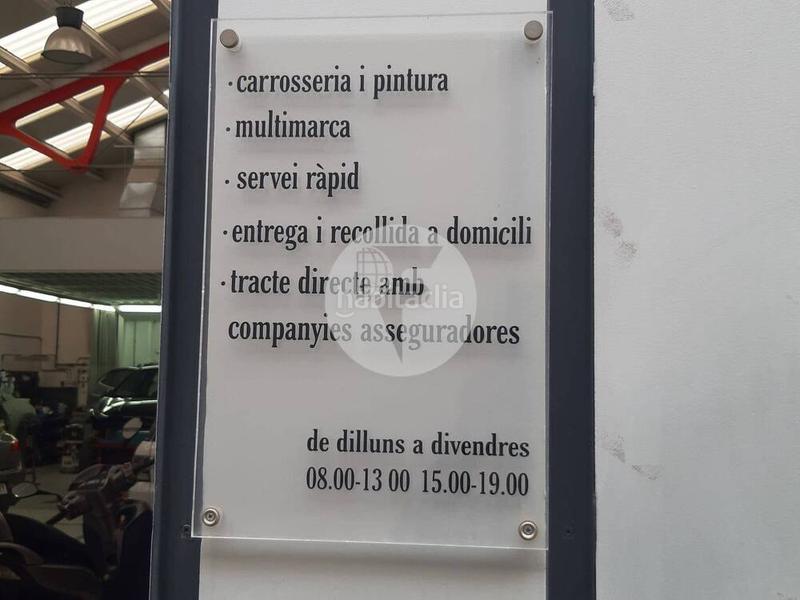 · carrosseria i pintura
· multimarca
· servei ràpid
· entrega i recollida a domicili
· tracte directe amb
habitaclia
companyies asseguradores
de dilluns a divendres
08.00-13 00 15.00-19.00